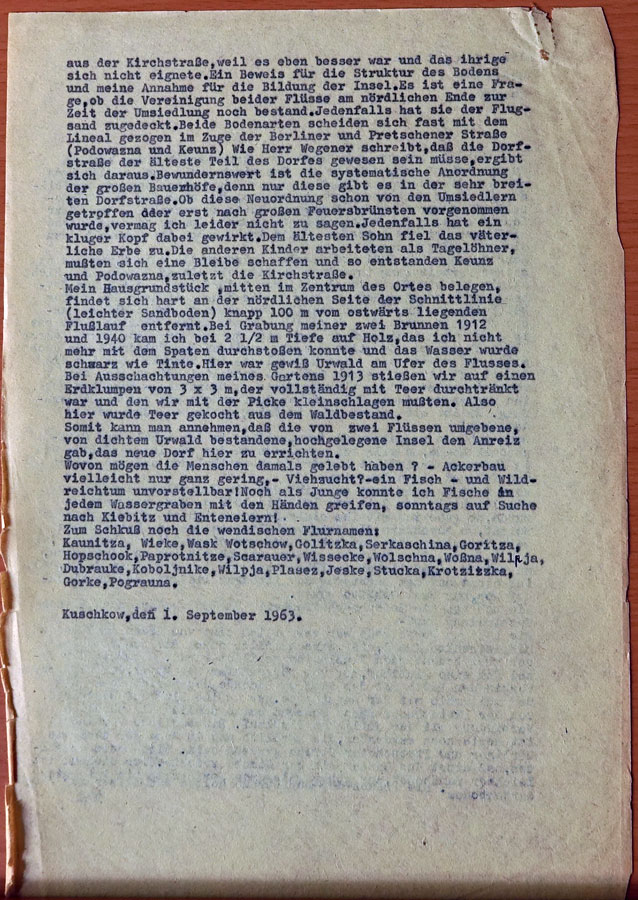 aus der Kirchstraße,weil es eben besser war und das ihrige
sich nicht eignete.Ein Beweis für die Struktur des Bodens
und meine Annahme für die Bildung der Insel.Es ist eine Fra-
ge,ob die Vereinigung beider Flüsse am nördlichen Ende zur
Zeit der Umsiedlung noch bestand.Jedenfalls hat sie der Flug-
sand zugedeckt.Beide Bodenarten scheiden sich fast mit dem
Lineal gezogen im Zuge der Berliner und Pretschener Straße
(Podowazna und Keunz) Wie Herr Wegener schreibt,daß die Dorf-
straße der älteste Teil des Dorfes gewesen sein müsse,ergibt
sich daraus.Bewundernswert ist die systematische Anordnung
der großen Bauernhöfe,denn nur diese gibt es in der sehr brei-
ten Dorfstraße.Ob diese Neuordnung schon von den Umsiedlern
getroffen oder erst nach großen Feuersbrünsten vorgenommen
wurde,vermag ich leider nicht zu sagen.Jedenfalls hat ein
kluger Kopf dabei gewirkt.Dem Ältesten Sohn fiel das väter-
liche Erbe zu.Die anderen Kinder arbeiteten als Tagelöhner,
mußten sich eine Bleibe schaffen und so entstanden Keunz
und Podowazna,zuletzt die Kirchstraße.
Mein Hausgrundstück ,mitten im Zentrum des Ortes belegen,
findet sich hart an der nördlichen Seite der Schnittlinie
(leichter Sandboden) knapp 100 m vom ostwärts liegenden
Flußlauf entfernt.Bei Grabung meiner zwei Brunnen 1912
und 1940 kam ich bei 2 1/2 m Tiefe auf Holz,das ich nicht
mehr mit dem Spaten durchstoßen konnte und das Wasser wurde
schwarz wie Tinte.Hier war gewiß Urwald am Ufer des Flusses.
Bei Ausschachtungen meines Gartens 1913 stießen wir auf einen
Erdklumpen von 3 x 3 m,der vollständig mit Teer durchtränkt
war und den wir mit der Picke kleinschlagen mußten. Also
hier wurde Teer gekocht aus dem Waldbestand.
Somit kann man annehmen,daß die von zwei Flüssen umgebene,
von dichtem Urwald bestandene,hochgelegene Insel den Anreiz
gab,das neue Dorf hier zu errichten.
Wovon mögen die Menschen damals gelebt haben ? - Ackerbau
vielleicht nur ganz gering,- Viehzucht?-ein Fisch - und Wild-
reichtum unvorstellbar!Noch als Junge konnte ich Fische in
jedem Wassergraben mit den Händen greifen, sonntags auf Suche
nach Kiebitz und Enteneiern!
Zum Schkuß noch die wendischen Flurnamen:
Kaunitza, Wieke,Wask Wotschow,Golitzka,Serkaschina,Goritza,
Hopschook,Paprotnitze,Scarauer,Wissecke,Wolschna,Woßna,Wilpja,
Dubrauke,Koboljnike,Wilpja,Plasez,Jeske,Stucka,Krotzitzka,
Gorke,Pograuna.
Kuschkow,den 1. September 1963.